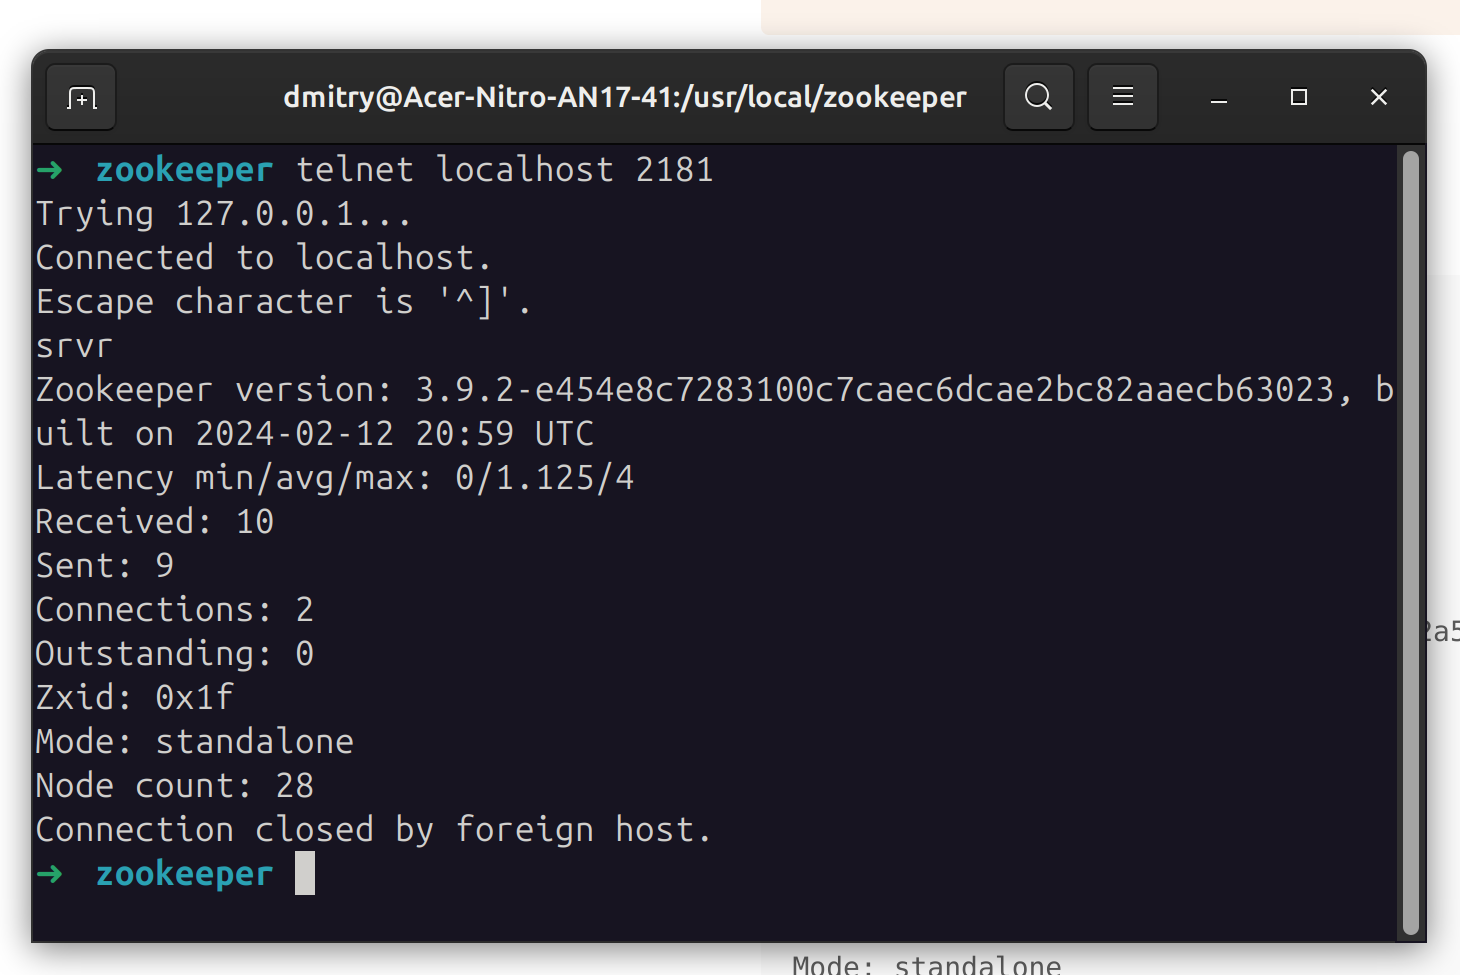 dmitry@Acer-Nitro-AN17-41:/usr/local/zookeeper
➜ zookeeper telnet localhost 2181
Trying 127.0.0.1...
Connected to localhost.
Escape character is '^]'.
srvr
Zookeeper version: 3.9.2-e454e8c7283100c7caec6dcae2bc82aaecb63023, b
uilt on 2024-02-12 20:59 UTC
Latency min/avg/max: 0/1.125/4
Received: 10
Sent: 9
Connections: 2
Outstanding: 0
Zxid: 0x1f
Mode: standalone
Node count: 28
Connection closed by foreign host.
➜ zookeeper
Mode: standalone